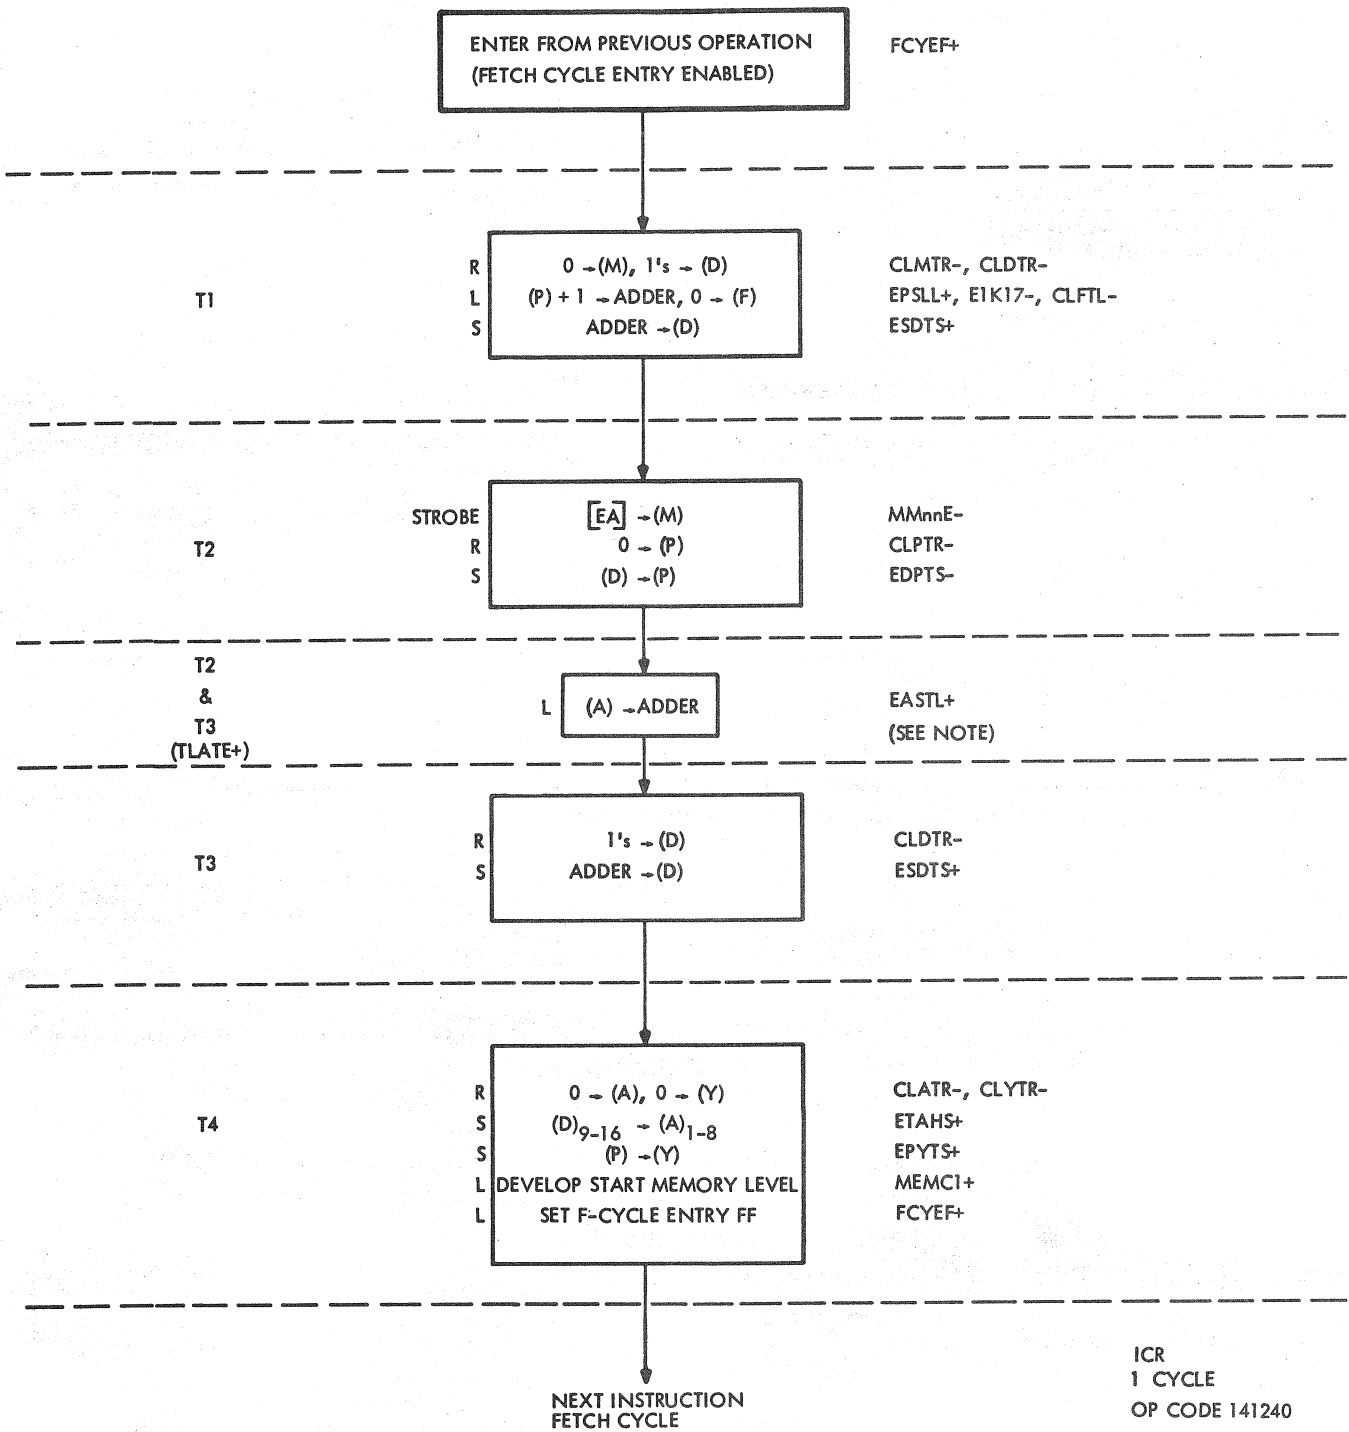 ENTER FROM PREVIOUS OPERATION FCYEF+
(FETCH CYCLE ENTRY ENABLED)
R 0 → (M), 1's → (D) CLMTR-, CLDTR-
T1 L (P) + 1 → ADDER, 0 → (F) EPSLL+, E1K17-, CLFTL-
S ADDER → (D) ESDTS+
STROBE [EA] → (M) MMnnE-
T2 R 0 → (P) CLPTR-
S (D) → (P) EDPTS-
T2
&
T3
(TLATE+)
L (A) → ADDER EASTL+
(SEE NOTE)
R 1's → (D) CLDTR-
T3 S ADDER → (D) ESDTS+
R 0 → (A), 0 → (Y) CLATR-, CLYTR-
T4 S (D)9-16 → (A)1-8 ETAHS+
S (P) → (Y) EPYTS+
L DEVELOP START MEMORY LEVEL MEMC1+
L SET F-CYCLE ENTRY FF FCYEF+
NEXT INSTRUCTION
FETCH CYCLE
ICR
1 CYCLE
OP CODE 141240